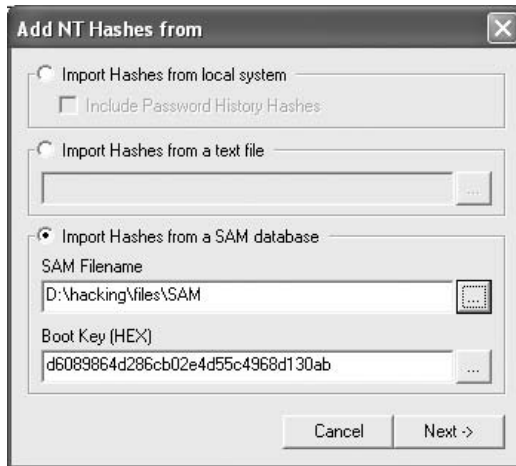 Add NT Hashes from
Import Hashes from local system
Include Password History Hashes
Import Hashes from a text file
...
Import Hashes from a SAM database
SAM Filename
D:\hacking\files\SAM
...
Boot Key (HEX)
d6089864d286cb02e4d55c4968d130ab
...
Cancel
Next ->